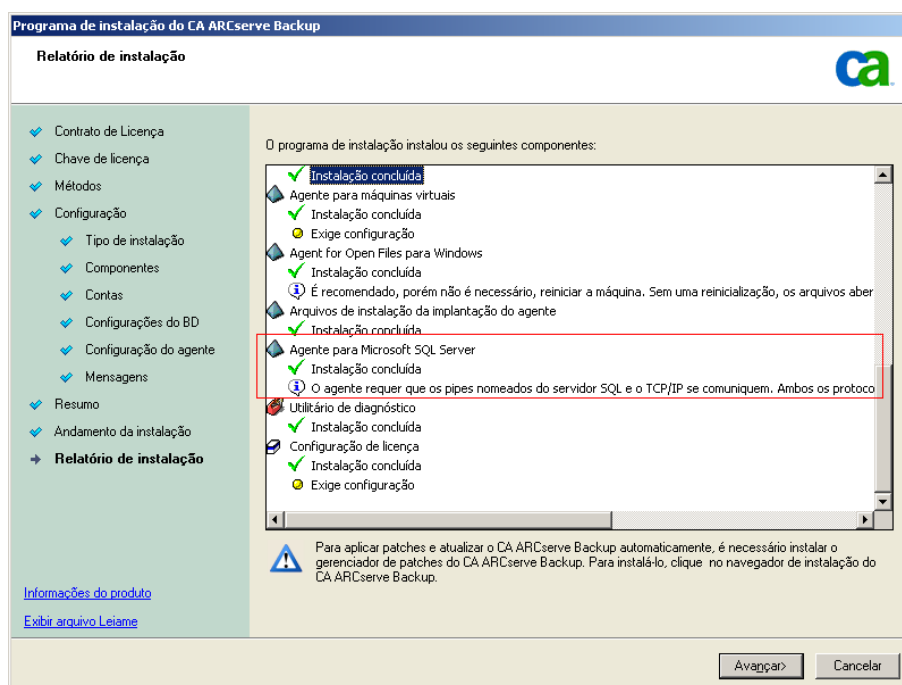 Programa de instalação do CA ARCserve Backup
Relatório de instalação
ca
Contrato de Licença
Chave de licença
Métodos
Configuração
Tipo de instalação
Componentes
Contas
Configurações do BD
Configuração do agente
Mensagens
Resumo
Andamento da instalação
Relatório de instalação
Informações do produto
Exibir arquivo Leiame
O programa de instalação instalou os seguintes componentes:
Instalação concluída
Agente para máquinas virtuais
Instalação concluída
Exige configuração
Agent for Open Files para Windows
Instalação concluída
É recomendado, porém não é necessário, reiniciar a máquina. Sem uma reinicialização, os arquivos aber
Arquivos de instalação da implantação do agente
Instalação concluída
Agente para Microsoft SQL Server
Instalação concluída
O agente requer que os pipes nomeados do servidor SQL e o TCP/IP se comuniquem. Ambos os protoco
Utilitário de diagnóstico
Instalação concluída
Configuração de licença
Instalação concluída
Exige configuração
Para aplicar patches e atualizar o CA ARCserve Backup automaticamente, é necessário instalar o
gerenciador de patches do CA ARCserve Backup. Para instalá-lo, clique no navegador de instalação do
CA ARCserve Backup.
Avançar>
Cancelar